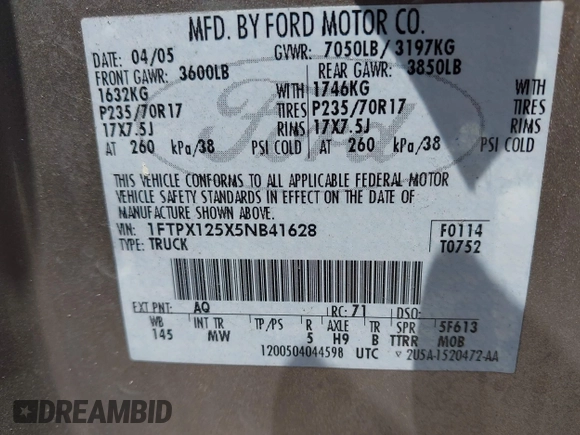 MFD. BY FORD MOTOR CO.
DATE: 04/05 GVWR: 7050LB / 3197KG
FRONT GAWR: 3600LB REAR GAWR: 3850LB
1632KG WITH 1746KG WITH
P235/70R17 TIRES P235/70R17 TIRES
17X7.5J RIMS 17X7.5J RIMS
AT 260 kPa/38 PSI COLD AT 260 kPa/38 PSI COLD
Ford
THIS VEHICLE CONFORMS TO ALL APPLICABLE FEDERAL MOTOR
VEHICLE SAFETY STANDARDS IN EFFECT ON THE DATE OF
MANUFACTURE SHOWN ABOVE.
VIN: 1FTPX125X5NB41628 F0114
TYPE: TRUCK T0752
EXT PNT: AQ RC: 71 DSO:
WB INT TR TP/PS R AXLE TR SPR 5F613
145 MW 5 H9 B TTRR MOB
1200504044598 UTC 2U5A-1520472-AA
DREAMBID